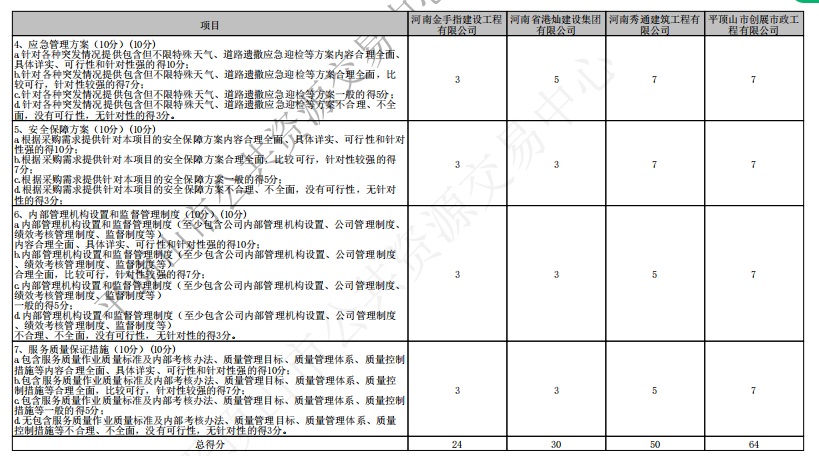 项目 河南金手指建设工程 河南省港灿建设集团 河南秀通建筑工程有 平顶山市创展市政工
有限公司 有限公司 限公司 程有限公司
4、应急管理方案（10分）(10分)
a.针对各种突发情况提供包含但不限特殊天气、道路遗撒应急迎检等方案内容合理全面、
具体详实、可行性和针对性强的得10分；
b.针对各种突发情况提供包含但不限特殊天气、道路遗撒应急迎检等方案合理全面，比
较可行，针对性较强的得7分；
c.针对各种突发情况提供包含但不限特殊天气、道路遗撒应急迎检等方案一般的得5分；
d.针对各种突发情况提供包含但不限特殊天气、道路遗撒应急迎检等方案不合理、不全
面，没有可行性，无针对性的得3分。
3 5 7 7
5、安全保障方案（10分）(10分)
a.根据采购需求提供针对本项目的安全保障方案内容合理全面、具体详实、可行性和针对
性强的得10分；
b.根据采购需求提供针对本项目的安全保障方案合理全面，比较可行，针对性较强的得
7分；
c.根据采购需求提供针对本项目的安全保障方案一般的得5分；
d.根据采购需求提供针对本项目的安全保障方案不合理、不全面，没有可行性，无针对
性的得3分；
3 3 7 7
6、内部管理机构设置和监督管理制度（10分）(10分)
a.内部管理机构设置和监督管理制度（至少包含公司内部管理机构设置、公司管理制度、
绩效考核管理制度、监督制度等）
内容合理全面、具体详实、可行性和针对性强的得10分；
b.内部管理机构设置和监督管理制度（至少包含公司内部管理机构设置、公司管理制度
、绩效考核管理制度、监督制度等）
合理全面，比较可行，针对性较强的得7分；
c.内部管理机构设置和监督管理制度（至少包含公司内部管理机构设置、公司管理制度、
绩效考核管理制度、监督制度等）
一般的得5分；
d.内部管理机构设置和监督管理制度（至少包含公司内部管理机构设置、公司管理制度
、绩效考核管理制度、监督制度等）
不合理、不全面，没有可行性，无针对性的得3分。
3 3 5 7
7、服务质量保证措施（10分）(10分)
a.包含服务质量作业质量标准及内部考核办法、质量管理目标、质量管理体系、质量控制
措施等内容合理全面、具体详实、可行性和针对性强的得10分；
b.包含服务质量作业质量标准及内部考核办法、质量管理目标、质量管理体系、质量控
制措施等合理全面，比较可行，针对性较强的得7分；
c.包含服务质量作业质量标准及内部考核办法、质量管理目标、质量管理体系、质量控制
措施等一般的得5分；
d.无包含服务质量作业质量标准及内部考核办法、质量管理目标、质量管理体系、质量
控制措施等不合理、不全面，没有可行性，无针对性的得3分。
3 3 5 7
总得分 24 30 50 64
市公共资源交易中心
市公共资源交易中心